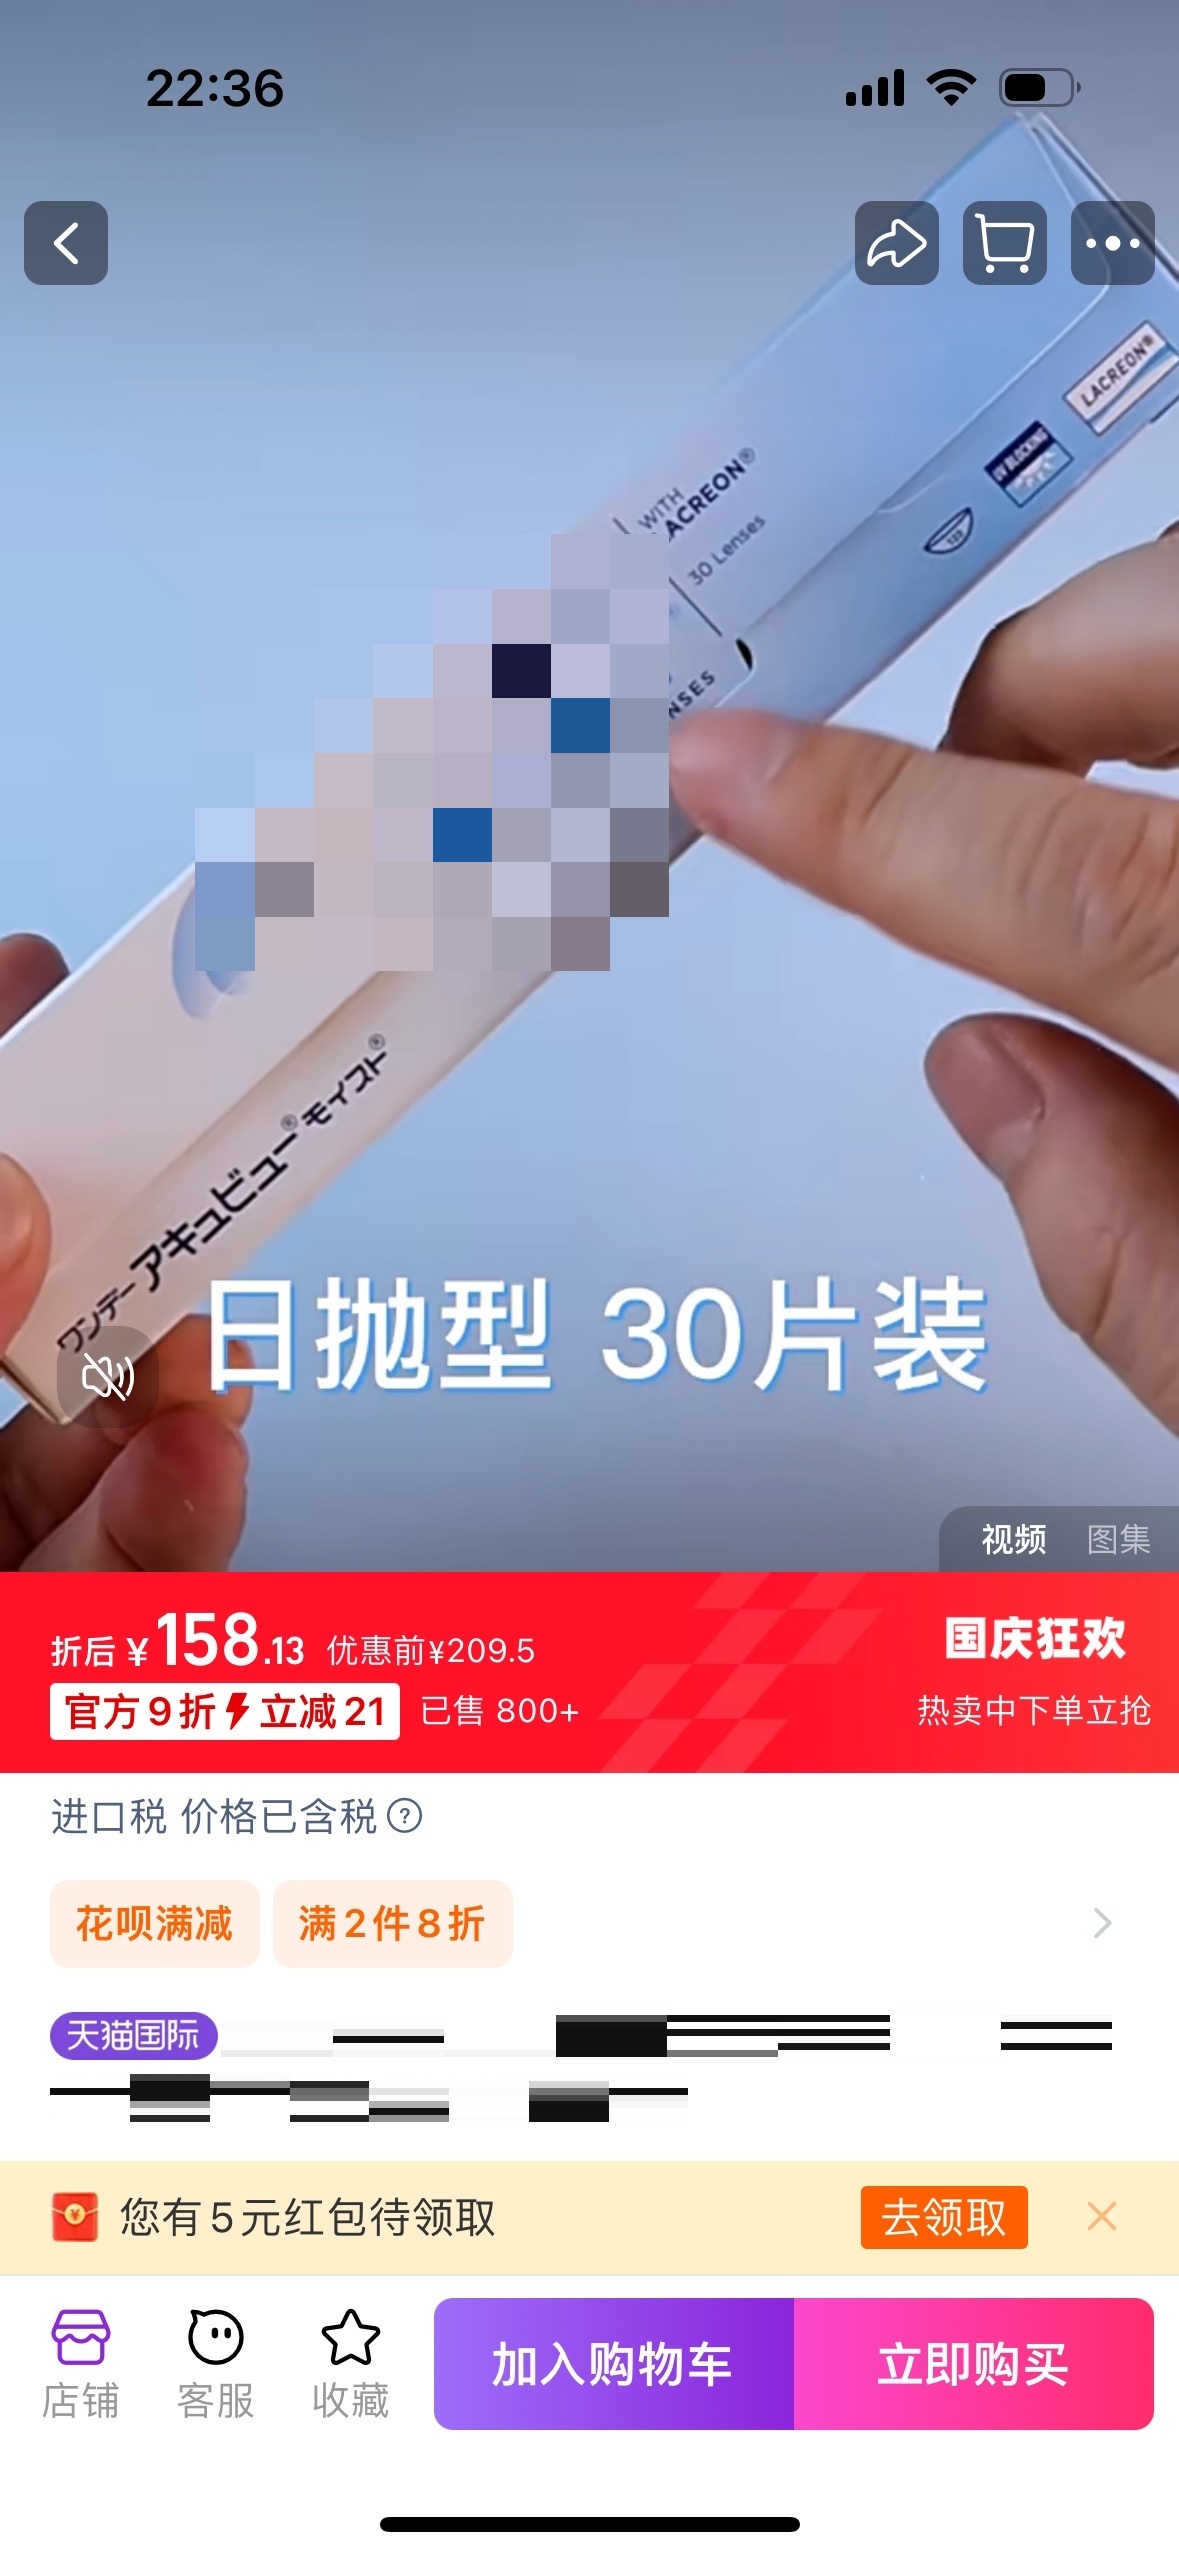 22:36
LACREON®
UV BLOCKING
WITH
ACREON®
30 Lenses
NSES
ワンデー アキュビュー® モイスト®
日抛型 30片装
视频 图集
折后 ¥158.13 优惠前¥209.5
国庆狂欢
官方9折 立减21 已售 800+
热卖中下单立抢
进口税 价格已含税
花呗满减 满2件8折
天猫国际
您有5元红包待领取 去领取
店铺 客服 收藏 加入购物车 立即购买